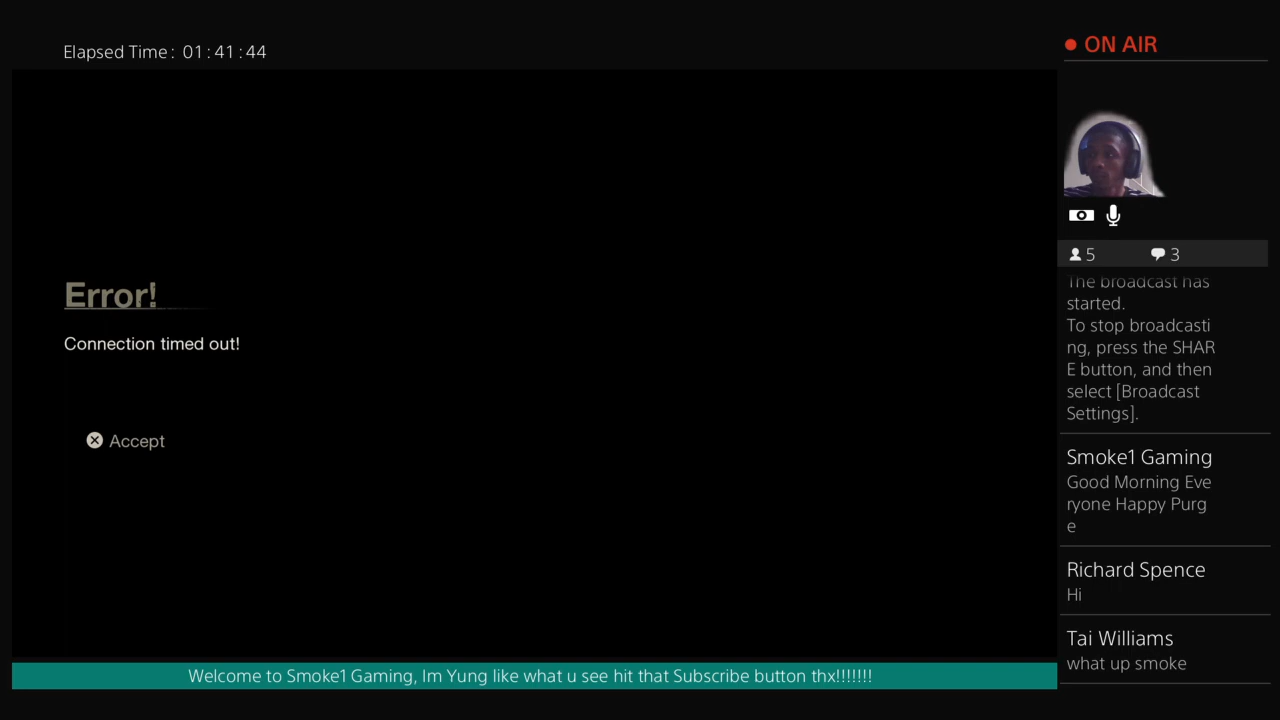 Elapsed Time: 01:41:44
ON AIR
5 3
The broadcast has
started.
To stop broadcasti
ng, press the SHAR
E button, and then
select [Broadcast
Settings].
Smoke1 Gaming
Good Morning Eve
ryone Happy Purg
e
Richard Spence
Hi
Tai Williams
what up smoke
Error!
Connection timed out!
Accept
Welcome to Smoke1 Gaming, Im Yung like what u see hit that Subscribe button thx!!!!!!!